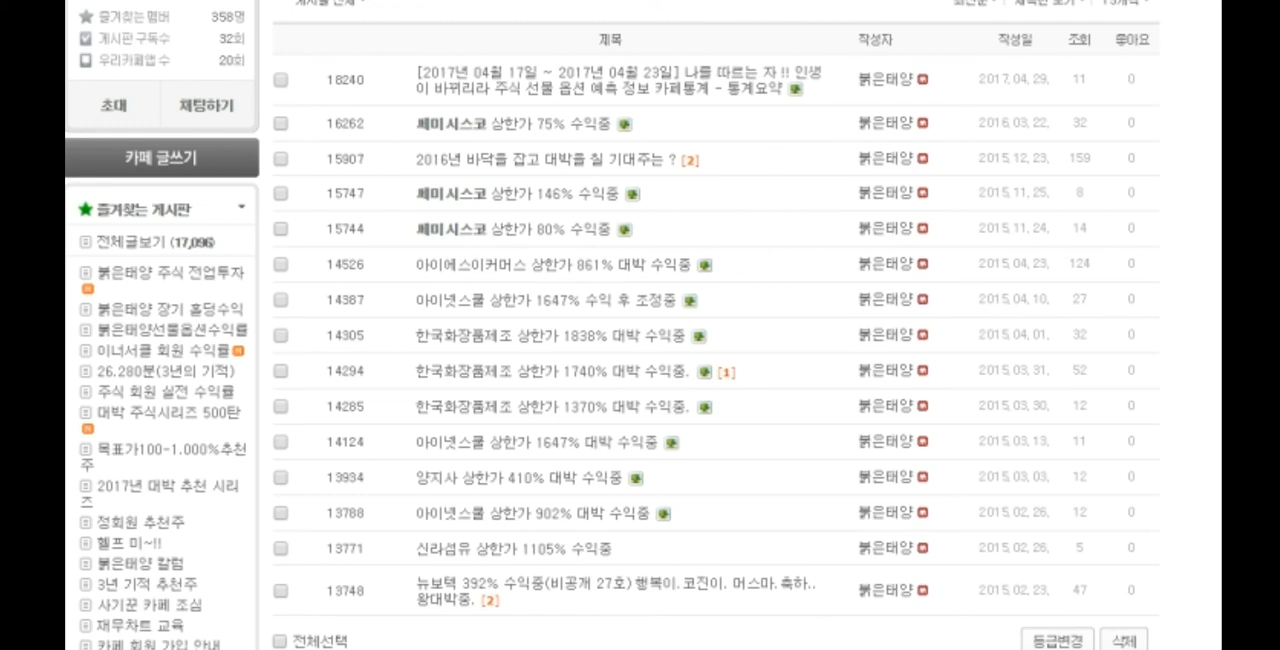 즐겨찾는 멤버 358명
게시판 구독수 32회
우리카페앱 수 20회
초대 채팅하기
카페 글쓰기
즐겨찾는 게시판
전체글보기 (17,096)
붉은태양 주식 전업투자
붉은태양 장기 홀딩수익
붉은태양선물옵션수익률
이너서클 회원 수익률
26.280분(3년의 기적)
주식 회원 실전 수익률
대박 주식시리즈 500탄
목표가100-1.000%추천
주
2017년 대박 추천 시리
즈
정회원 추천주
헬프 미~!!
붉은태양 칼럼
3년 기적 추천주
사기꾼 카페 조심
재무차트 교육
카페 회원 가입 안내
제목 작성자 작성일 조회 좋아요
18240 [2017년 04월 17일 ~ 2017년 04월 23일] 나를 따르는 자 !! 인생
이 바뀌리라 주식 선물 옵션 예측 정보 카페통계 - 통계요약 붉은태양 2017.04.29. 11 0
16262 쎄미시스코 상한가 75% 수익중 붉은태양 2016.03.22. 32 0
15907 2016년 바닥을 잡고 대박을 칠 기대주는 ? [2] 붉은태양 2015.12.23. 159 0
15747 쎄미시스코 상한가 146% 수익중 붉은태양 2015.11.25. 8 0
15744 쎄미시스코 상한가 80% 수익중 붉은태양 2015.11.24. 14 0
14526 아이에스이커머스 상한가 861% 대박 수익중 붉은태양 2015.04.23. 124 0
14387 아이넷스쿨 상한가 1647% 수익 후 조정중 붉은태양 2015.04.10. 27 0
14305 한국화장품제조 상한가 1838% 대박 수익중 붉은태양 2015.04.01. 32 0
14294 한국화장품제조 상한가 1740% 대박 수익중. [1] 붉은태양 2015.03.31. 52 0
14285 한국화장품제조 상한가 1370% 대박 수익중. 붉은태양 2015.03.30. 12 0
14124 아이넷스쿨 상한가 1647% 대박 수익중 붉은태양 2015.03.13. 11 0
13934 양지사 상한가 410% 대박 수익중 붉은태양 2015.03.03. 12 0
13788 아이넷스쿨 상한가 902% 대박 수익중 붉은태양 2015.02.26. 12 0
13771 신라섬유 상한가 1105% 수익중 붉은태양 2015.02.26. 5 0
13748 뉴보텍 392% 수익중(비공개 27호) 행복이. 코진이. 머스마. 축하..
왕대박중. [2] 붉은태양 2015.02.23. 47 0
전체선택 등급변경 삭제